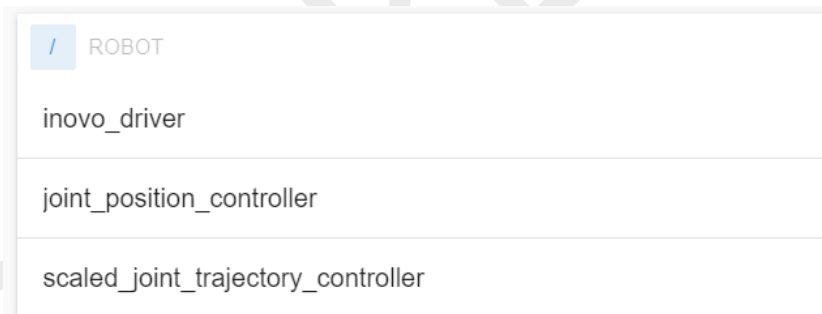 / ROBOT
inovo_driver
joint_position_controller
scaled_joint_trajectory_controller